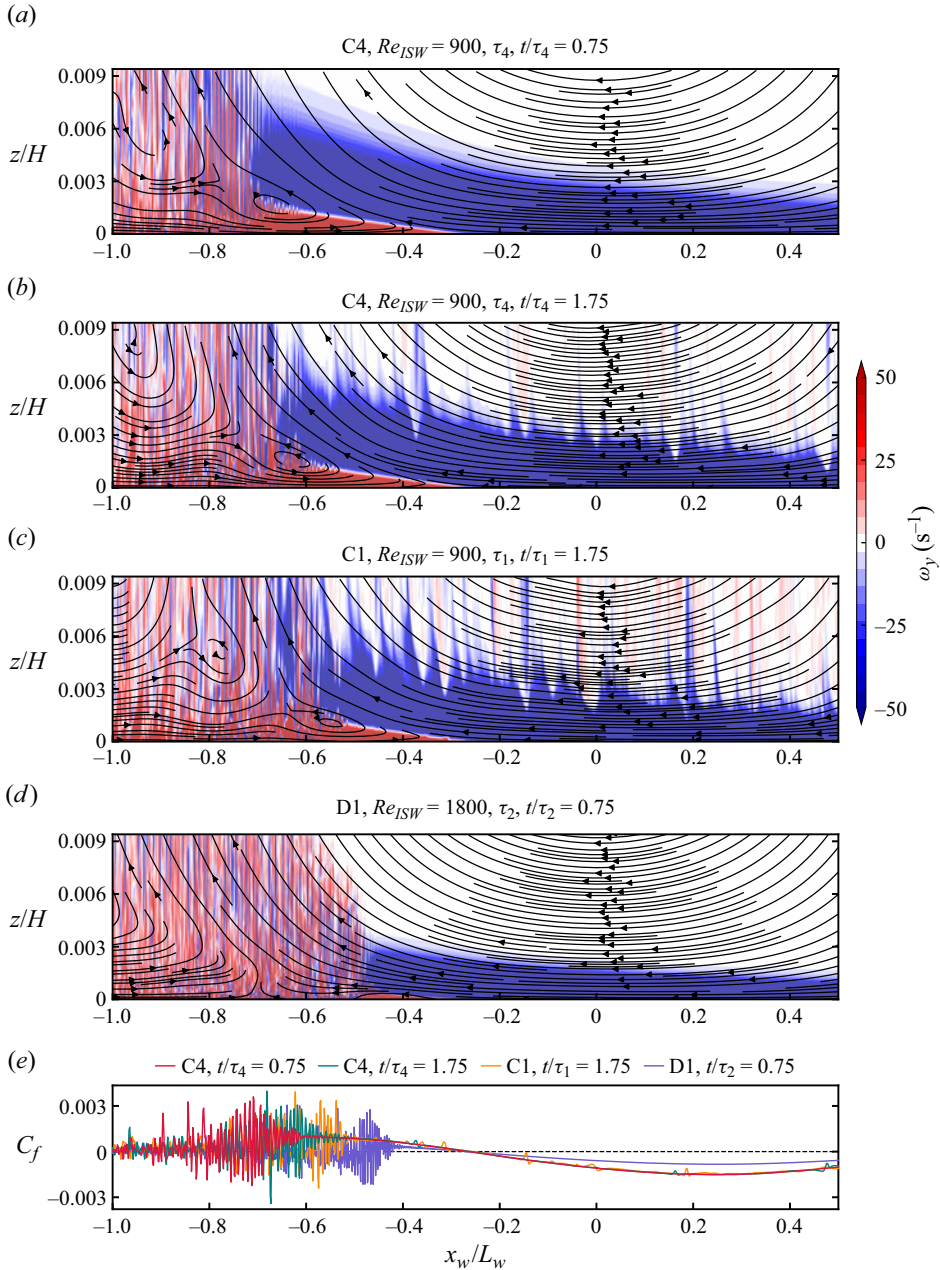 (a)
C4, Re_ISW = 900, τ4, t/τ4 = 0.75
0.009
0.006
z/H
0.003
0
–1.0 –0.8 –0.6 –0.4 –0.2 0 0.2 0.4
(b)
C4, Re_ISW = 900, τ4, t/τ4 = 1.75
0.009
0.006
z/H
0.003
0
–1.0 –0.8 –0.6 –0.4 –0.2 0 0.2 0.4
50
25
0
–25
–50
ω_y (s⁻¹)
(c)
C1, Re_ISW = 900, τ1, t/τ1 = 1.75
0.009
0.006
z/H
0.003
0
–1.0 –0.8 –0.6 –0.4 –0.2 0 0.2 0.4
(d)
D1, Re_ISW = 1800, τ2, t/τ2 = 0.75
0.009
0.006
z/H
0.003
0
–1.0 –0.8 –0.6 –0.4 –0.2 0 0.2 0.4
(e)
C4, t/τ4 = 0.75 C4, t/τ4 = 1.75 C1, t/τ1 = 1.75 D1, t/τ2 = 0.75
0.003
C_f
0
–0.003
–1.0 –0.8 –0.6 –0.4 –0.2 0 0.2 0.4
x_w/L_w